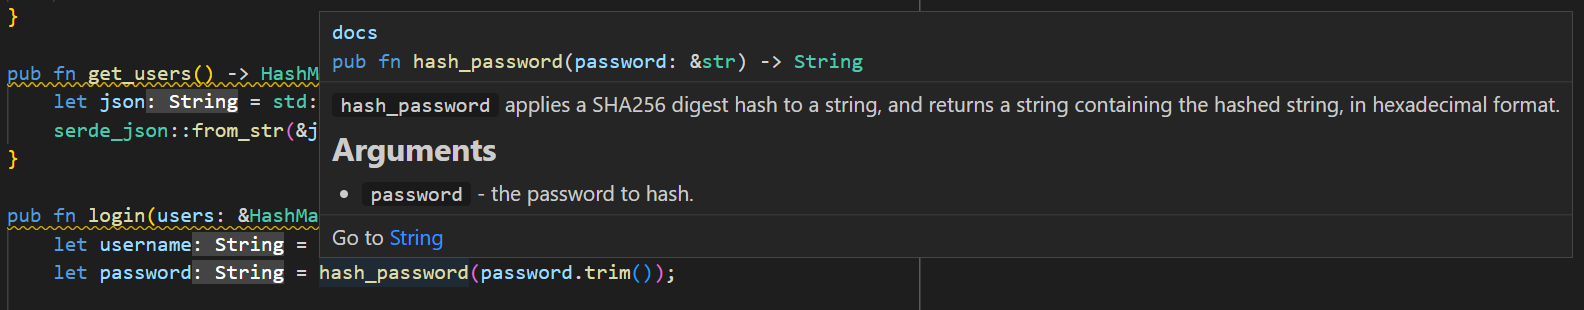 }
docs
pub fn hash_password(password: &str) -> String
pub fn get_users() -> HashM
hash_password applies a SHA256 digest hash to a string, and returns a string containing the hashed string, in hexadecimal format.
let json: String = std:
serde_json::from_str(&j
Arguments
}
• password - the password to hash.
pub fn login(users: &HashMa
Go to String
let username: String =
let password: String = hash_password(password.trim());